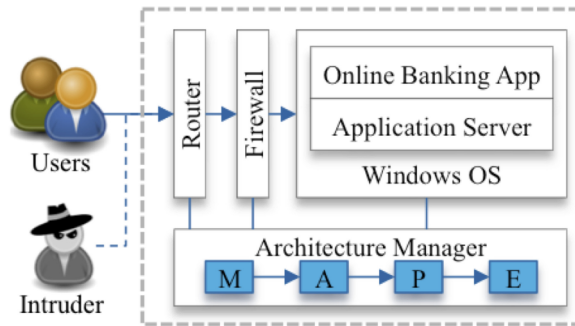 Users
Intruder
Router
Firewall
Online Banking App
Application Server
Windows OS
Architecture Manager
M
A
P
E